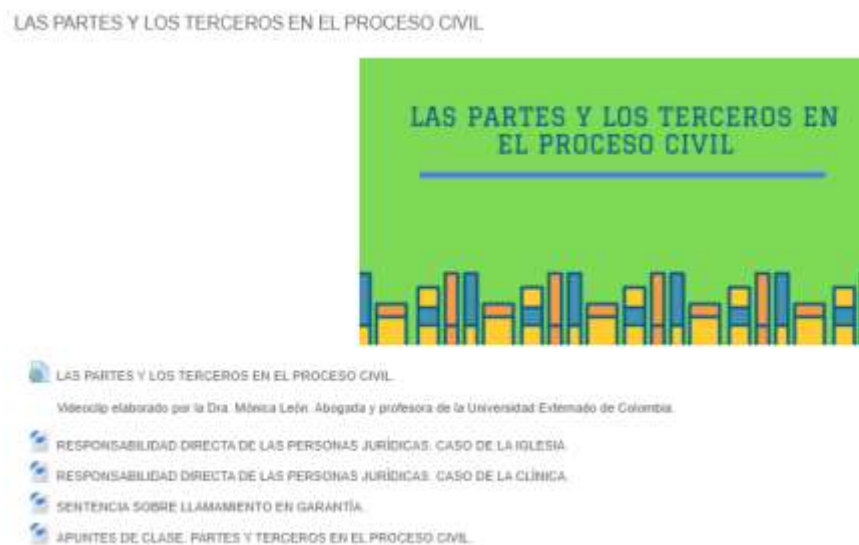 LAS PARTES Y LOS TERCEROS EN EL PROCESO CIVIL
LAS PARTES Y LOS TERCEROS EN
EL PROCESO CIVIL
LAS PARTES Y LOS TERCEROS EN EL PROCESO CIVIL.
Videoclip elaborado por la Dra. Mónica León. Abogada y profesora de la Universidad Externado de Colombia.
RESPONSABILIDAD DIRECTA DE LAS PERSONAS JURÍDICAS. CASO DE LA IGLESIA.
RESPONSABILIDAD DIRECTA DE LAS PERSONAS JURÍDICAS. CASO DE LA CLÍNICA.
SENTENCIA SOBRE LLAMAMIENTO EN GARANTÍA.
APUNTES DE CLASE. PARTES Y TERCEROS EN EL PROCESO CIVIL.